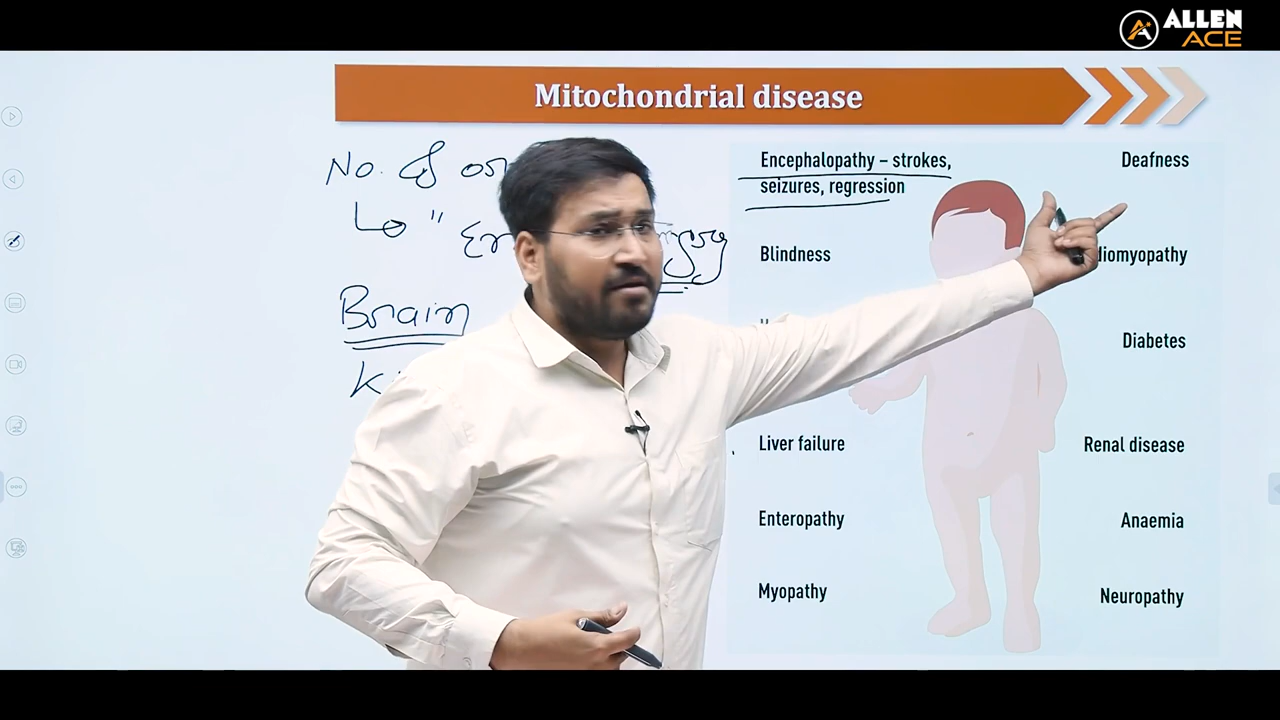 ALLEN
ACE
Mitochondrial disease
No. of
Brain
Encephalopathy – strokes,
seizures, regression
Blindness
Liver failure
Enteropathy
Myopathy
Deafness
diomyopathy
Diabetes
Renal disease
Anaemia
Neuropathy